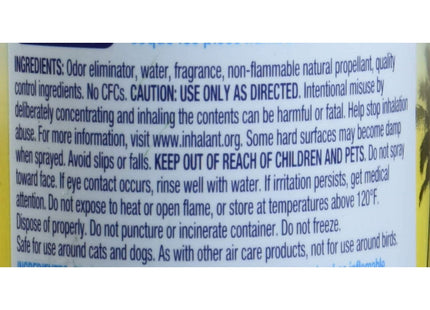 INGREDIENTS: Odor eliminator, water, fragrance, non-flammable natural propellant, quality
control ingredients. No CFCs. CAUTION: USE ONLY AS DIRECTED. Intentional misuse by
deliberately concentrating and inhaling the contents can be harmful or fatal. Help stop inhalation
abuse. For more information, visit www.inhalant.org. Some hard surfaces may become damp
when sprayed. Avoid slips or falls. KEEP OUT OF REACH OF CHILDREN AND PETS. Do not spray
toward face. If eye contact occurs, rinse well with water. If irritation persists, get medical
attention. Do not expose to heat or open flame, or store at temperatures above 120°F.
Dispose of properly. Do not puncture or incinerate container. Do not freeze.
Safe for use around cats and dogs. As with other air care products, not for use around birds.